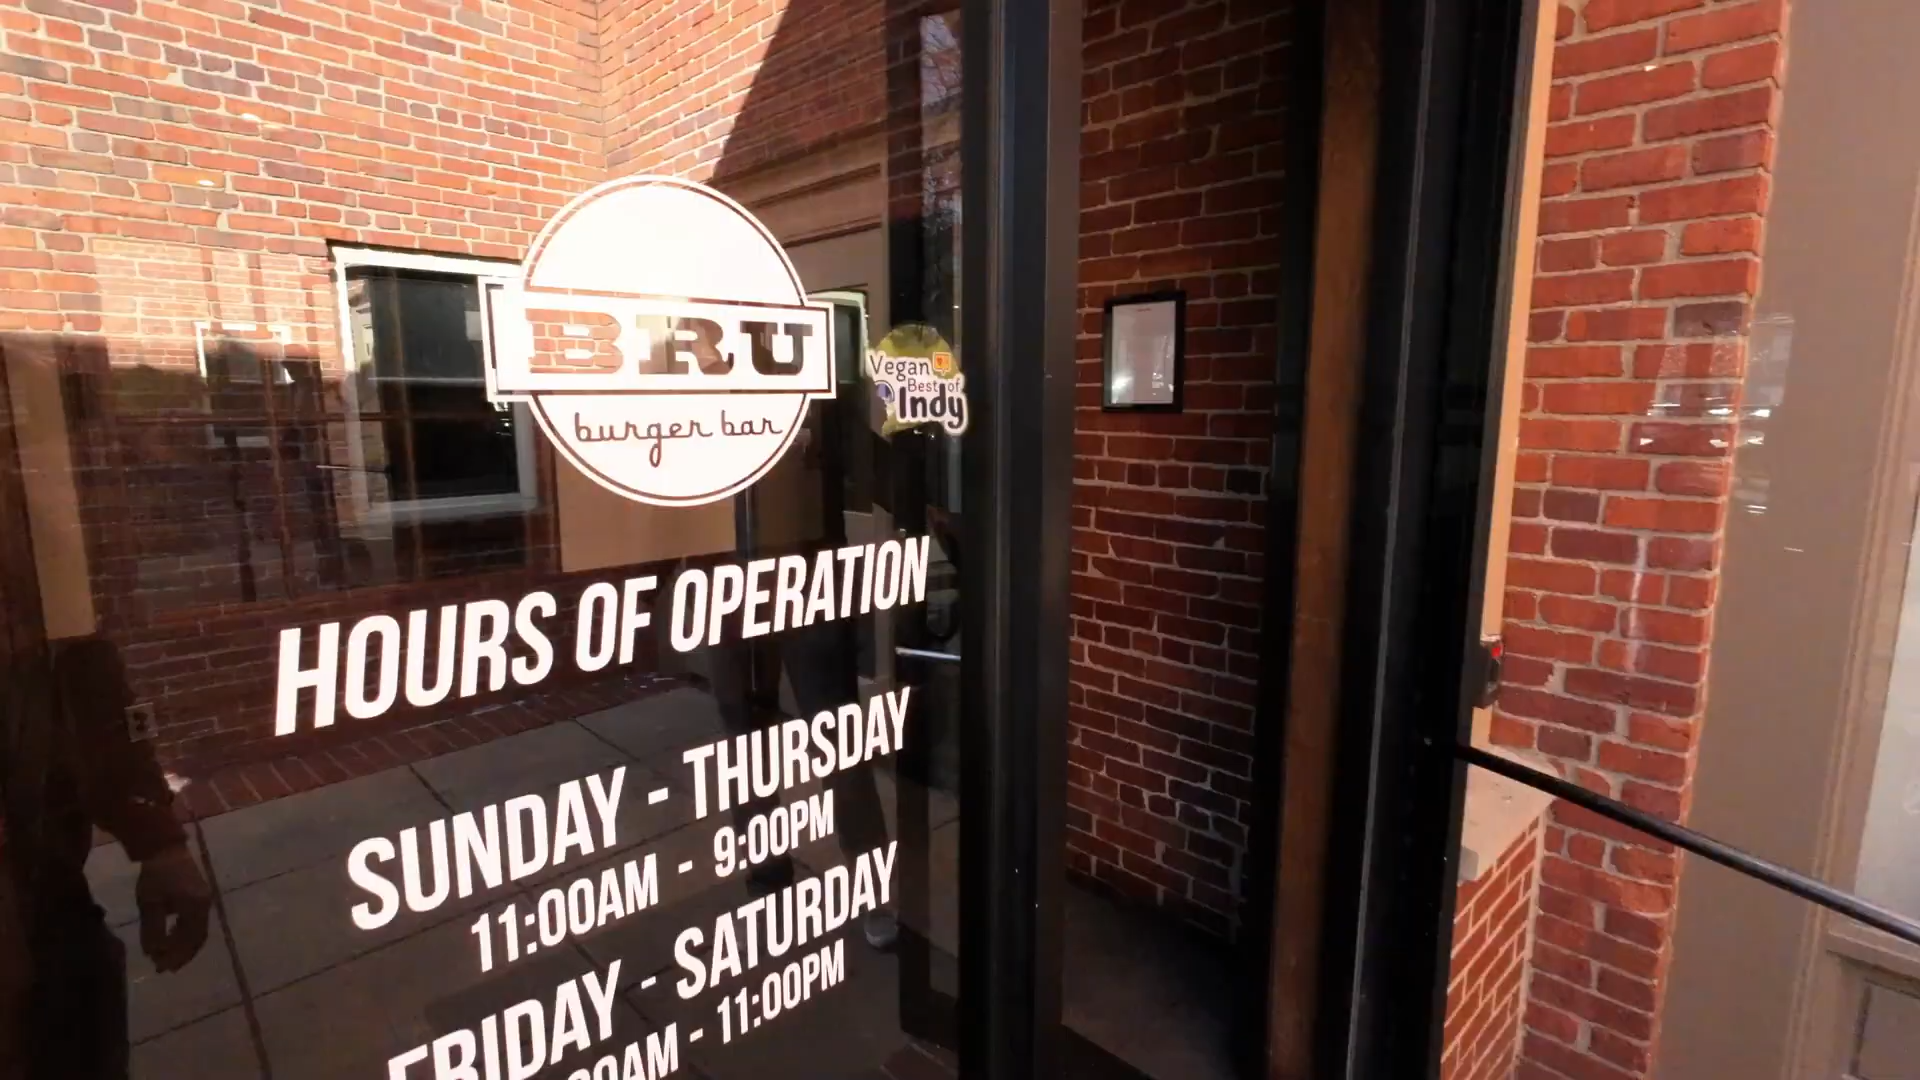 BRU
burger bar
Vegan
Best of
Indy
HOURS OF OPERATION
SUNDAY - THURSDAY
11:00AM - 9:00PM
FRIDAY - SATURDAY
- 11:00PM